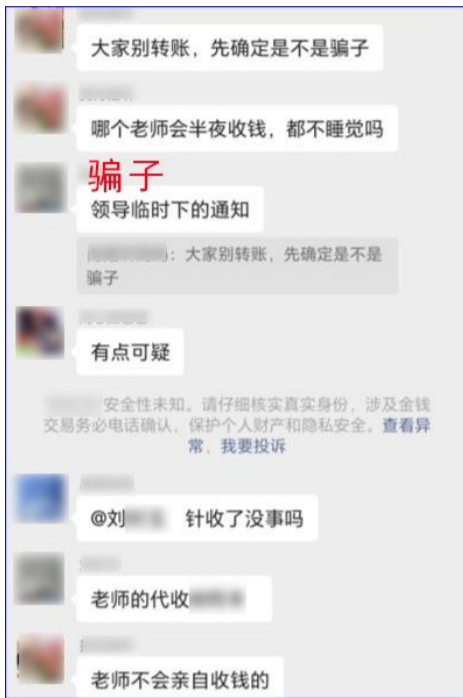 大家别转账，先确定是不是骗子
哪个老师会半夜收钱，都不睡觉吗
骗子
领导临时下的通知
：大家别转账，先确定是不是
骗子
有点可疑
安全性未知。请仔细核实真实身份，涉及金钱
交易务必电话确认，保护个人财产和隐私安全。查看异
常，我要投诉
@刘 针收了没事吗
老师的代收
老师不会亲自收钱的